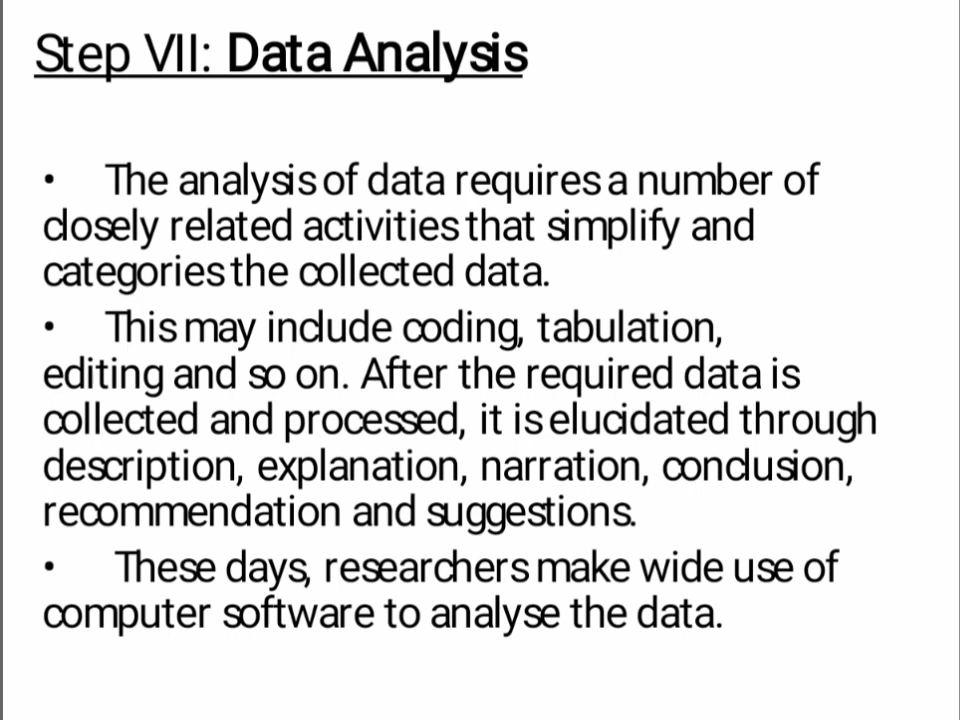 Step VII: Data Analysis
• The analysis of data requires a number of
closely related activities that simplify and
categories the collected data.
• This may include coding, tabulation,
editing and so on. After the required data is
collected and processed, it is elucidated through
description, explanation, narration, conclusion,
recommendation and suggestions.
• These days, researchers make wide use of
computer software to analyse the data.